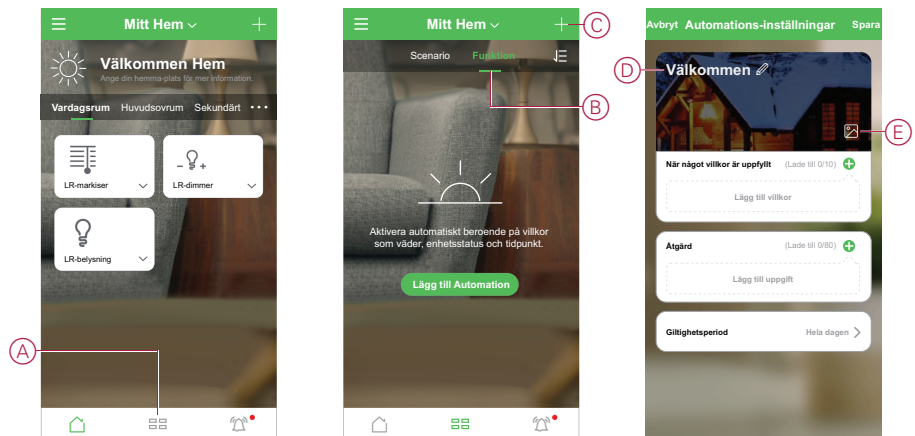 Mitt Hem
Välkommen Hem
Ange din hemma-plats för mer information.
Vardagsrum Huvudsovrum Sekundärt
LR-markiser
LR-dimmer
LR-belysning
A
Mitt Hem
C
Scenario Funktion
B
Aktivera automatiskt beroende på villkor
som väder, enhetsstatus och tidpunkt.
Lägg till Automation
Avbryt Automations-inställningar Spara
D
Välkommen
E
När något villkor är uppfyllt (Lade till 0/10)
Lägg till villkor
Åtgärd (Lade till 0/80)
Lägg till uppgift
Giltighetsperiod Hela dagen